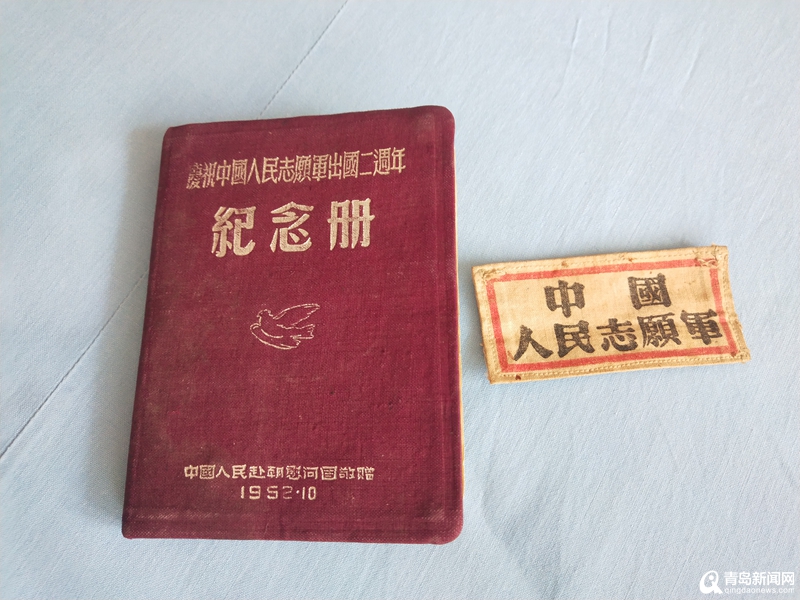 慶祝中國人民志願軍出國二週年
紀念册
中國人民赴朝慰问团敬贈
1952·10
中國
人民志願軍
青岛新闻网
qingdaonews.com